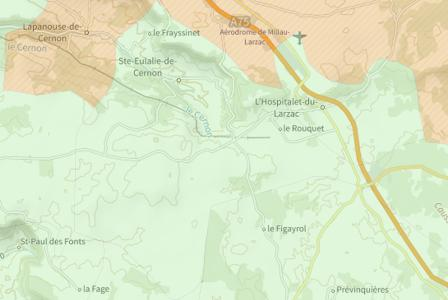 Lapanouse-de-
Cernon
le Cernon
le Frayssinet
A75
Aérodrome de Millau-
Larzac
Ste-Eulalie-de-
Cernon
le Cernon
L'Hospitalet-du-
Larzac
le Rouquet
le Figayrol
St-Paul des Fonts
la Fage
Prévinquières